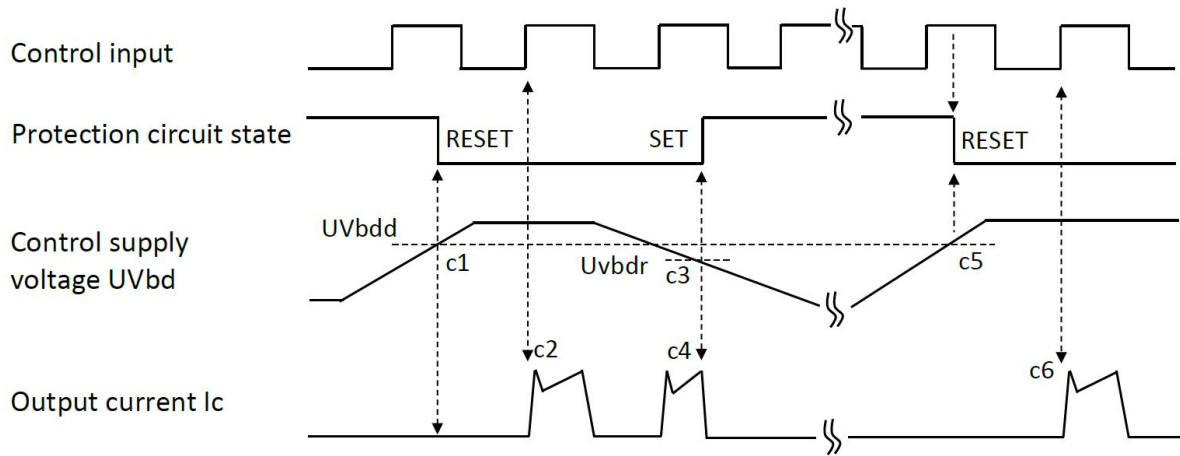 Control input
Protection circuit state
RESET
SET
RESET
UVbdd
Control supply
voltage UVbd
c1
Uvbdr
c3
c5
c2
c4
c6
Output current Ic